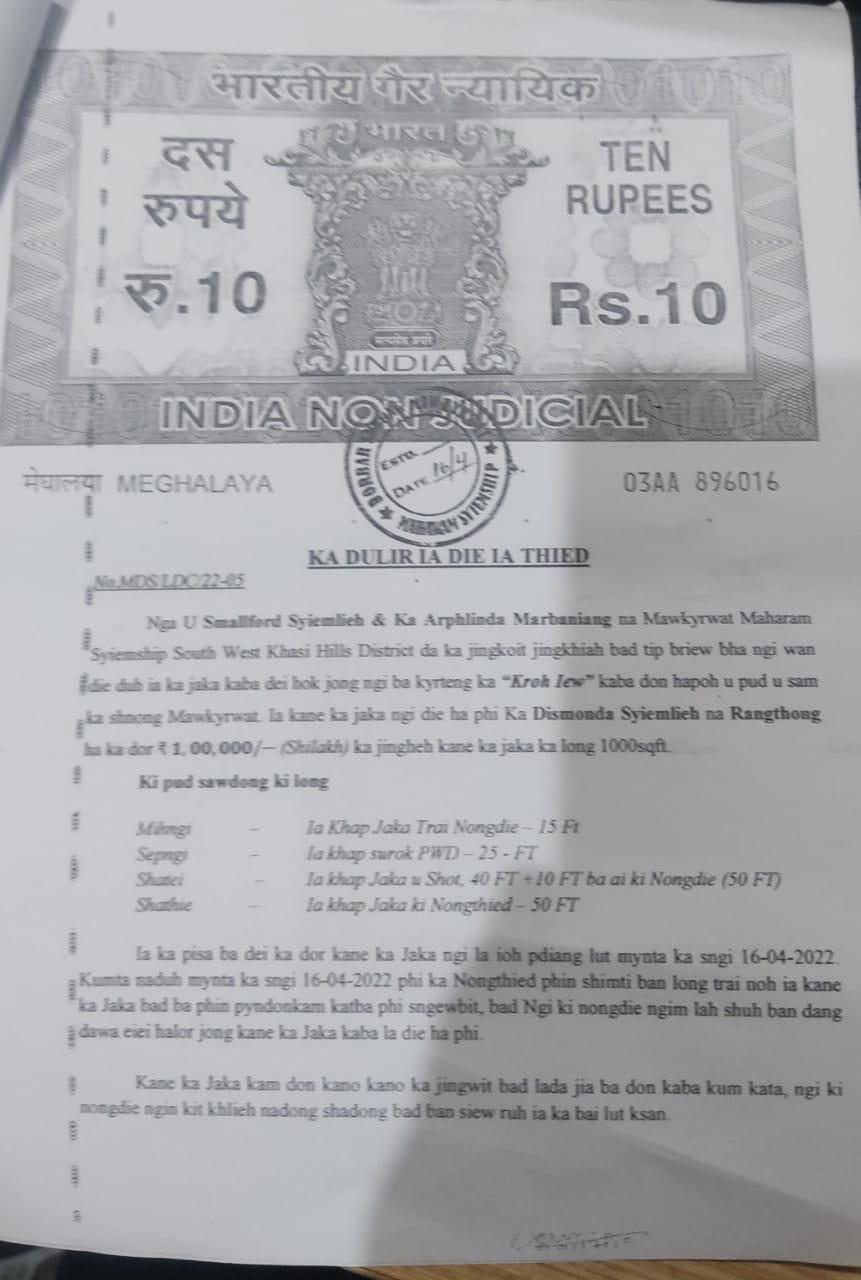 भारतीय गैर न्यायिक
भारत
दस
रुपये
रु.10
TEN
RUPEES
Rs.10
सत्यमेव जयते
INDIA
INDIA NON JUDICIAL
DORBAR
MAHARAM SYIEMSHIP
ESTD.
DATE 16/4
मेघालया MEGHALAYA
03AA 896016
KA DULIR IA DIE IA THIED
No.MDS/LDC/22-05
Nga U Smallford Syiemlieh & Ka Arphlinda Marbaniang na Mawkyrwat Maharam
Syiemship South West Khasi Hills District da ka jingkoit jingkhiah bad tip briew bha ngi wan
die duh ia ka jaka kaba dei hok jong ngi ba kyrteng ka “Kroh Iew” kaba don hapoh u pud u sam
ka shnong Mawkyrwat. Ia kane ka jaka ngi die ha phi Ka Dismonda Syiemlieh na Rangthong
ha ka dor ₹ 1,00,000/– (Shilakh) ka jingheh kane ka jaka ka long 1000sqft.
Ki pud sawdong ki long
Mihngi – Ia Khap Jaka Trai Nongdie – 15 Ft
Sepngi – Ia khap surok PWD – 25 - FT
Shatei – Ia khap Jaka u Shot, 40 FT +10 FT ba ai ki Nongdie (50 FT)
Shathie – Ia khap Jaka ki Nongthied – 50 FT
Ia ka pisa ba dei ka dor kane ka Jaka ngi la ioh pdiang lut mynta ka sngi 16-04-2022.
Kumta naduh mynta ka sngi 16-04-2022 phi ka Nongthied phin shimti ban long trai noh ia kane
ka Jaka bad ba phin pyndonkam katba phi sngewbit, bad Ngi ki nongdie ngim lah shuh ban dang
dawa eiei halor jong kane ka Jaka kaba la die ha phi.
Kane ka Jaka kam don kano kano ka jingwit bad lada jia ba don kaba kum kata, ngi ki
nongdie ngin kit khlieh nadong shadong bad ban siew ruh ia ka bai lut ksan.